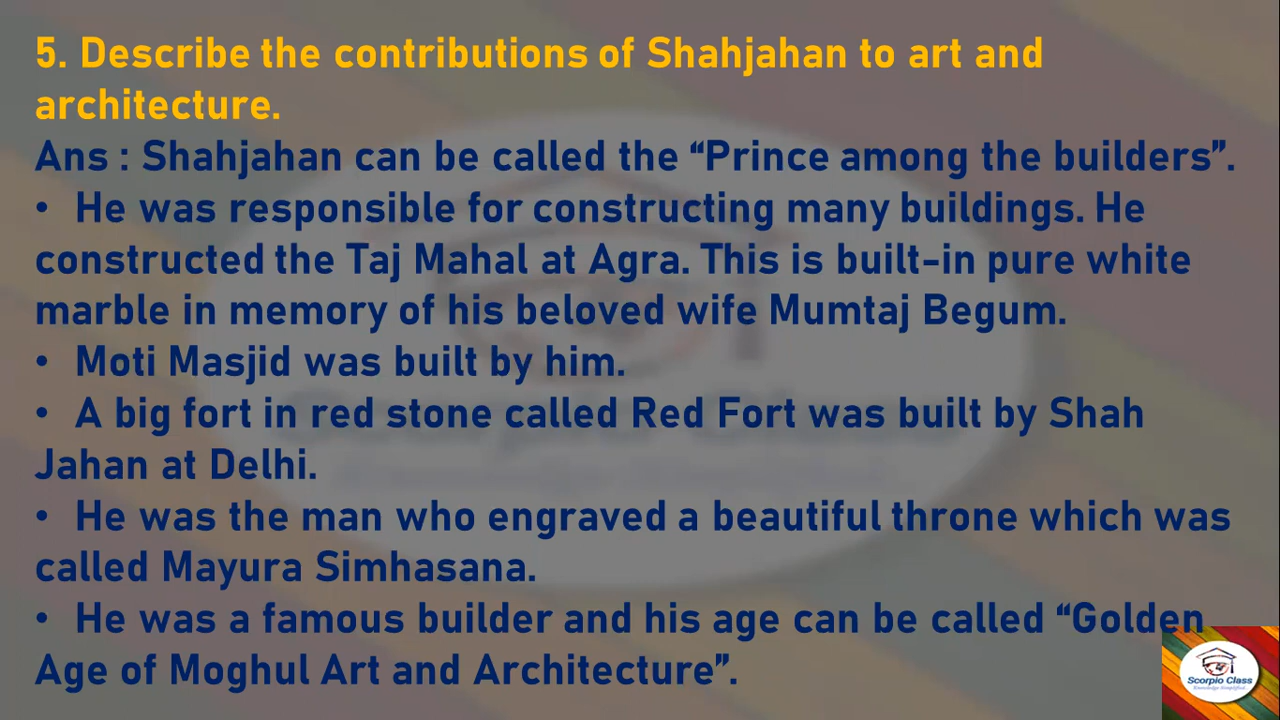 5. Describe the contributions of Shahjahan to art and
architecture.
Ans : Shahjahan can be called the “Prince among the builders”.
• He was responsible for constructing many buildings. He
constructed the Taj Mahal at Agra. This is built-in pure white
marble in memory of his beloved wife Mumtaj Begum.
• Moti Masjid was built by him.
• A big fort in red stone called Red Fort was built by Shah
Jahan at Delhi.
• He was the man who engraved a beautiful throne which was
called Mayura Simhasana.
• He was a famous builder and his age can be called “Golden
Age of Moghul Art and Architecture”.
Scorpio Class
Knowledge Simplified